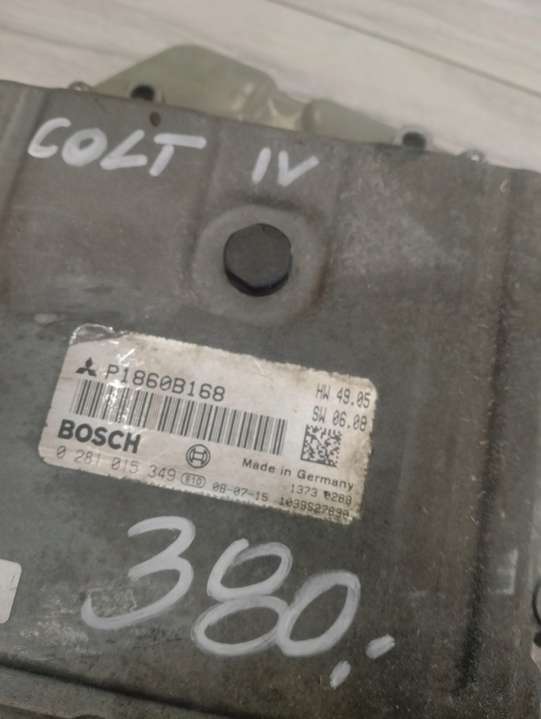 COLT IV
P1860B168
HW 49.05
SW 06.08
BOSCH
Made in Germany
0 281 015 349
08-07-15
1373
380,-